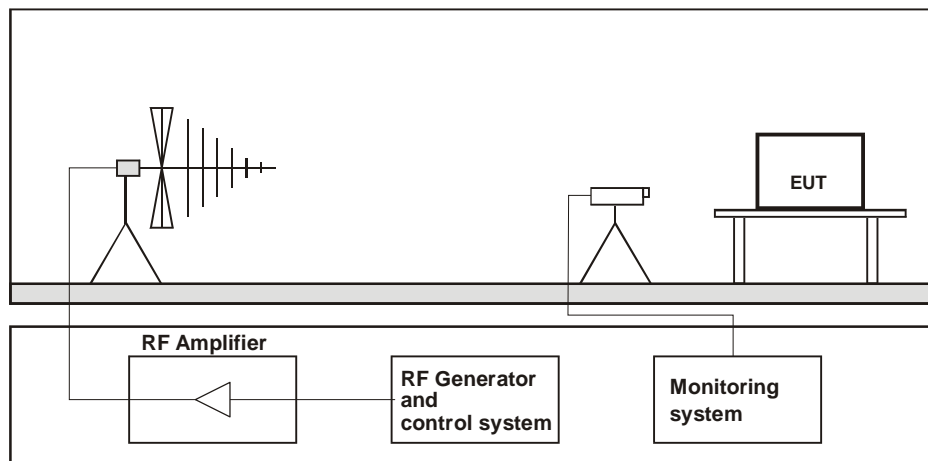 EUT
RF Amplifier
RF Generator
and
control system
Monitoring
system